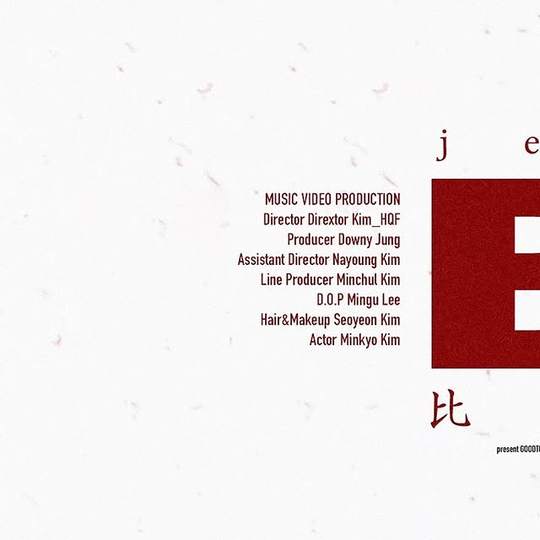 j e
MUSIC VIDEO PRODUCTION
Director Dirextor Kim_HQF
Producer Downy Jung
Assistant Director Nayoung Kim
Line Producer Minchul Kim
D.O.P Mingu Lee
Hair&Makeup Seoyeon Kim
Actor Minkyo Kim
比
present